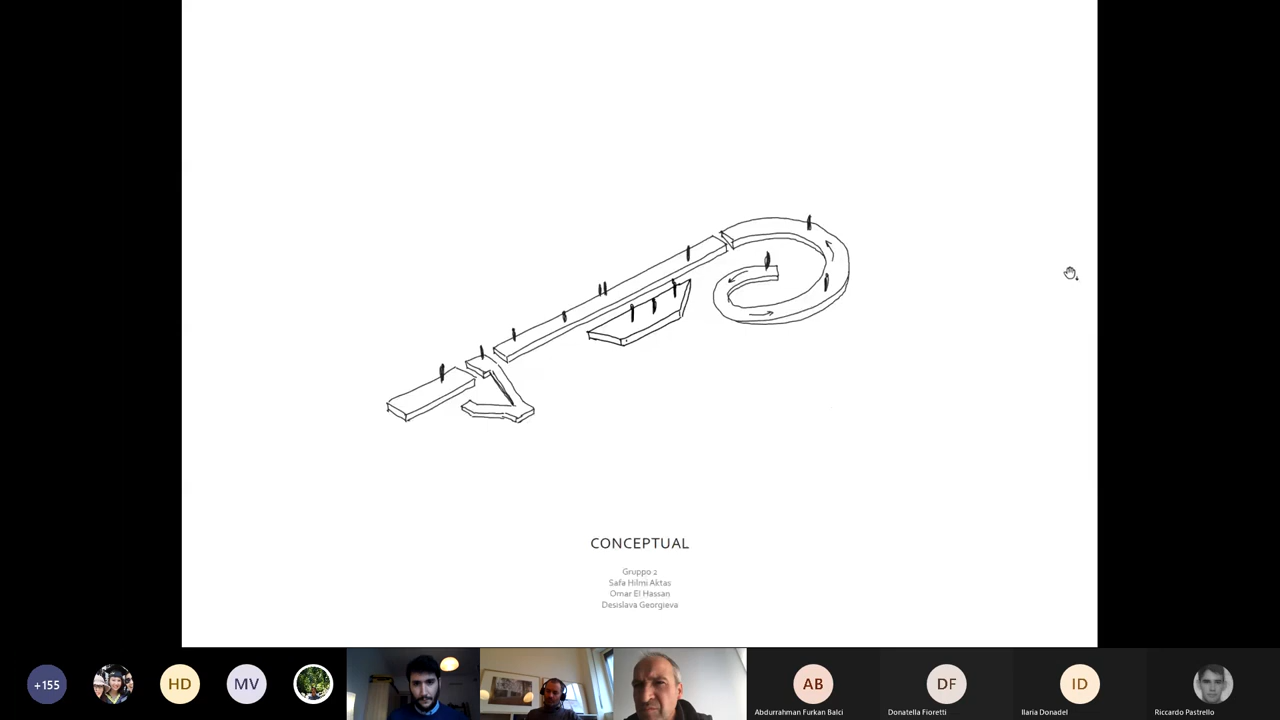 CONCEPTUAL
Gruppo 2
Safa Hilmi Aktas
Omar El Hassan
Desislava Georgieva
+155
HD
MV
AB
Abdurrahman Furkan Balci
DF
Donatella Fioretti
ID
Ilaria Donadel
Riccardo Pastrello